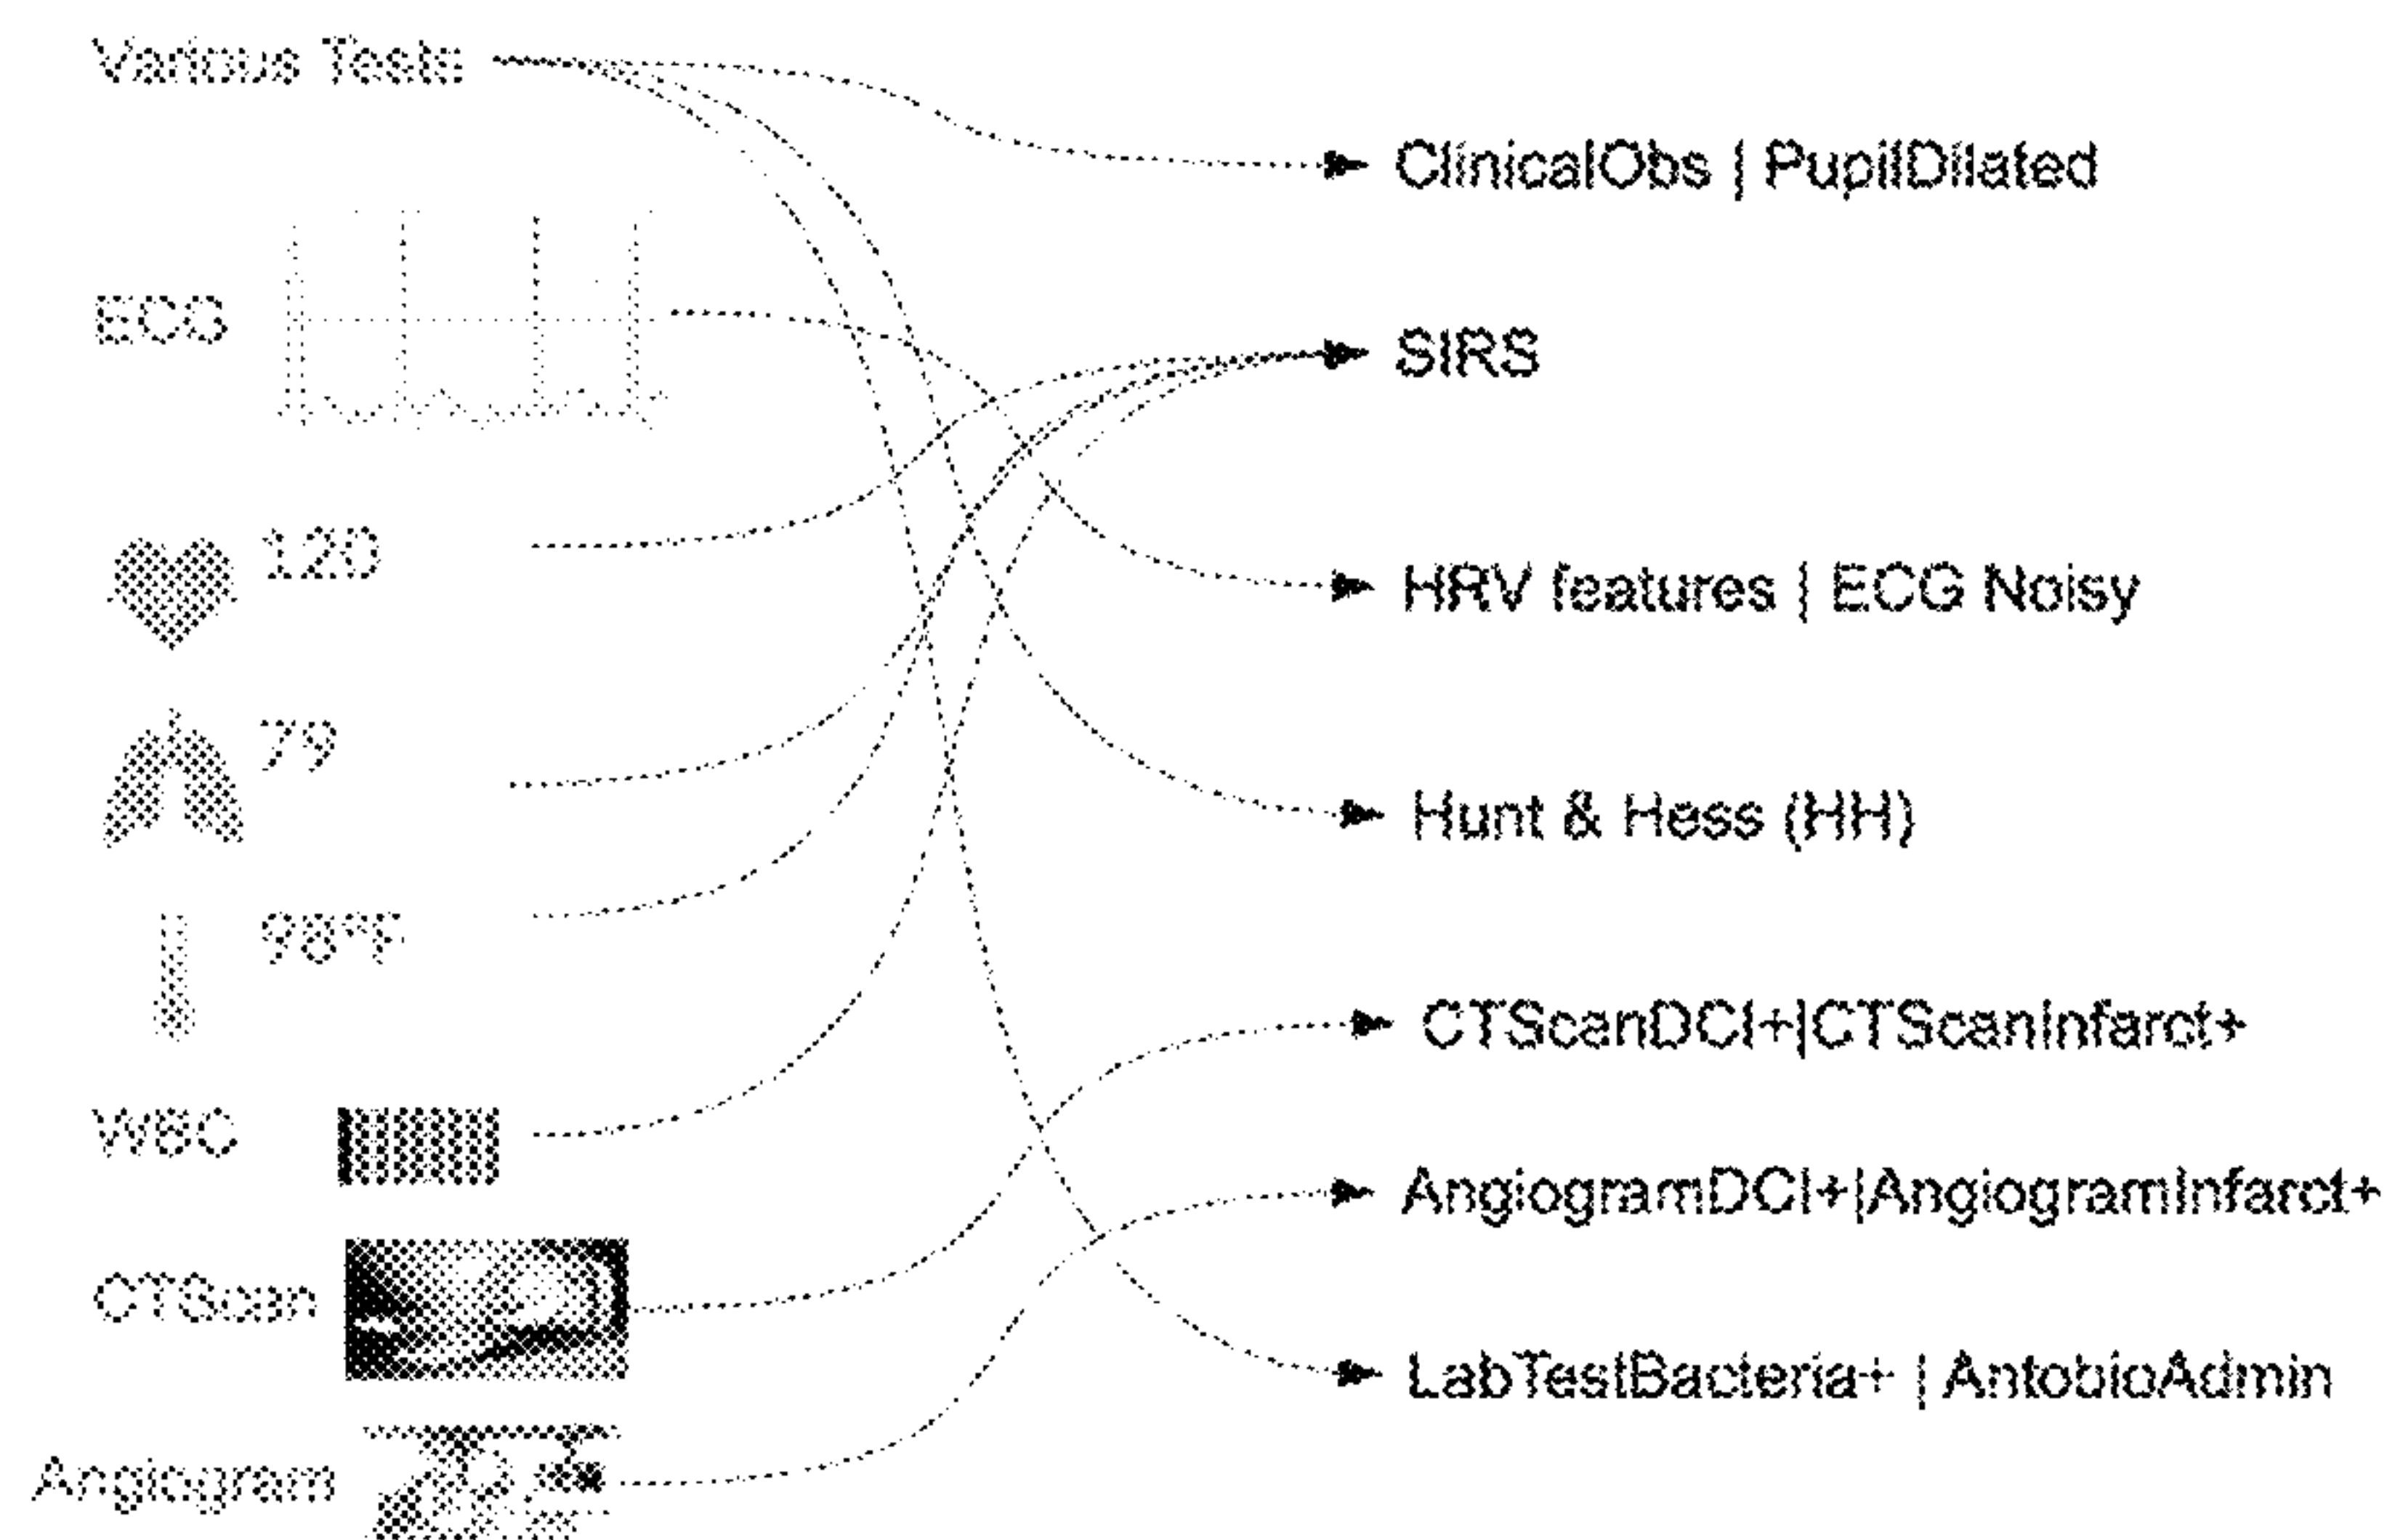 Various Tests
ClinicalObs | PupilDilated
ECG
SIRS
120
HRV features | ECG Noisy
79
Hunt & Hess (HH)
98°F
CTScanDCI+|CTScanInfarct+
WBC
AngiogramDCI+|AngiogramInfarct+
CTScan
LabTestBacteria+ | AntobioAdmin
Angiogram